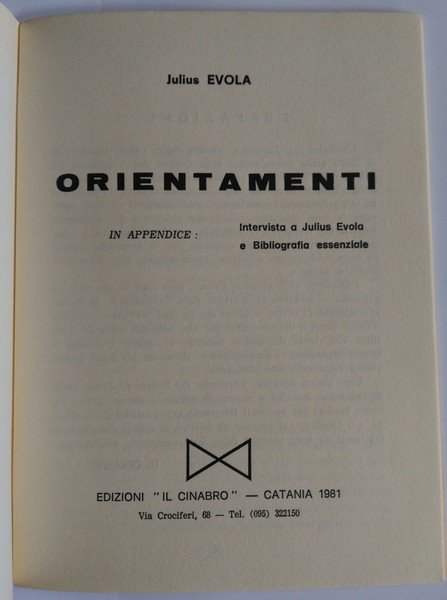 Julius EVOLA
ORIENTAMENTI
IN APPENDICE : Intervista a Julius Evola
e Bibliografia essenziale
EDIZIONI "IL CINABRO" — CATANIA 1981
Via Crociferi, 68 — Tel. (095) 322150